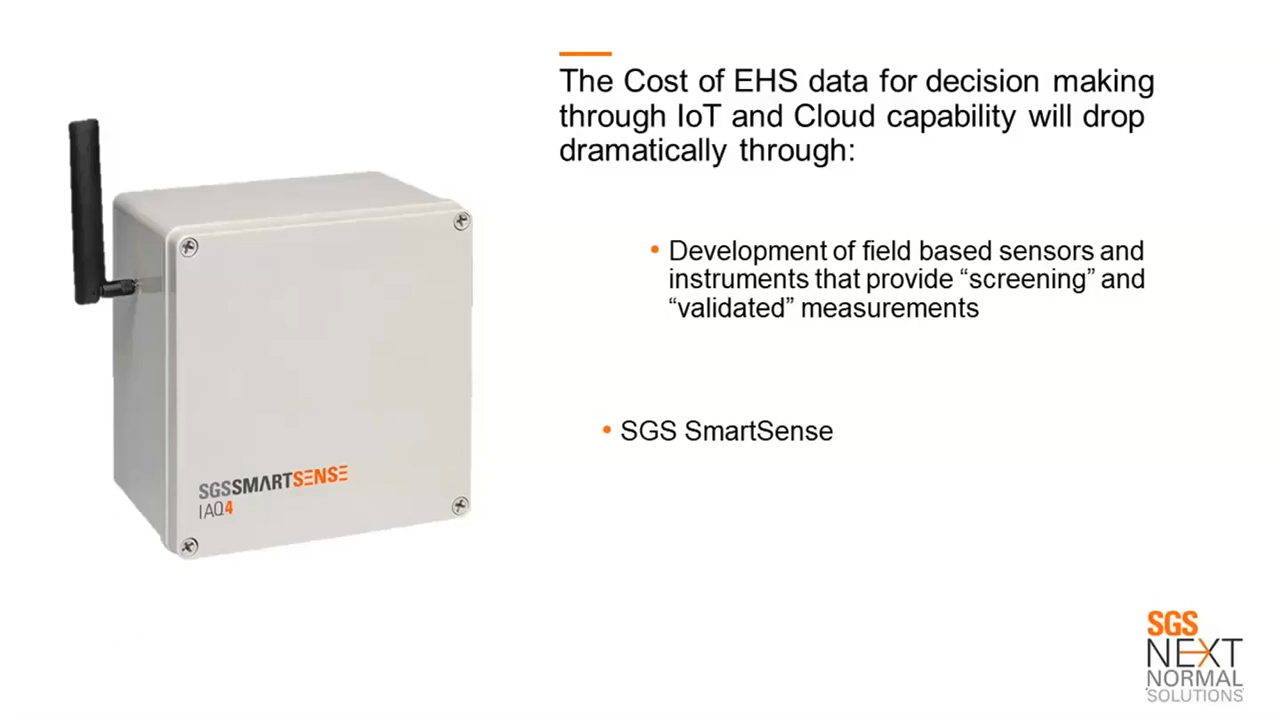 The Cost of EHS data for decision making
through IoT and Cloud capability will drop
dramatically through:
• Development of field based sensors and
instruments that provide “screening” and
“validated” measurements
• SGS SmartSense
SGSSMARTSENSE
IAQ4
SGS
NEXT
NORMAL
SOLUTIONS